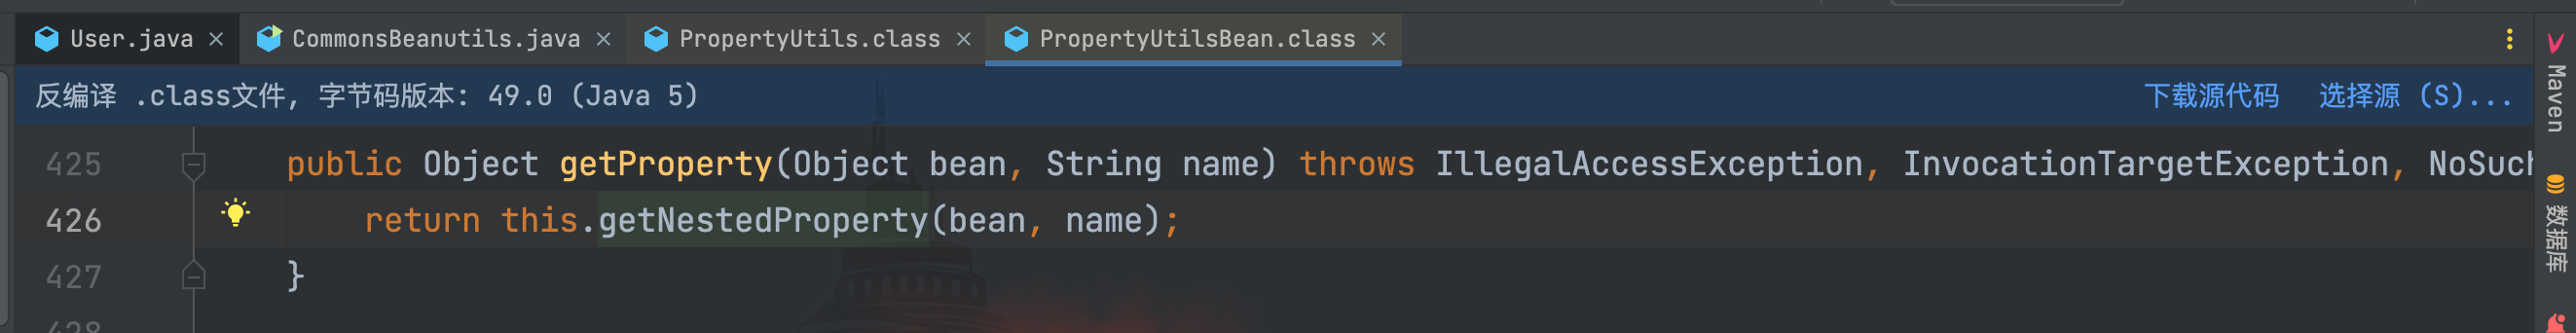 User.java
CommonsBeanutils.java
PropertyUtils.class
PropertyUtilsBean.class
反编译 .class文件, 字节码版本: 49.0 (Java 5)
下载源代码
选择源 (S)...
425 public Object getProperty(Object bean, String name) throws IllegalAccessException, InvocationTargetException, NoSuch
426 return this.getNestedProperty(bean, name);
427 }
428
Maven
数据库